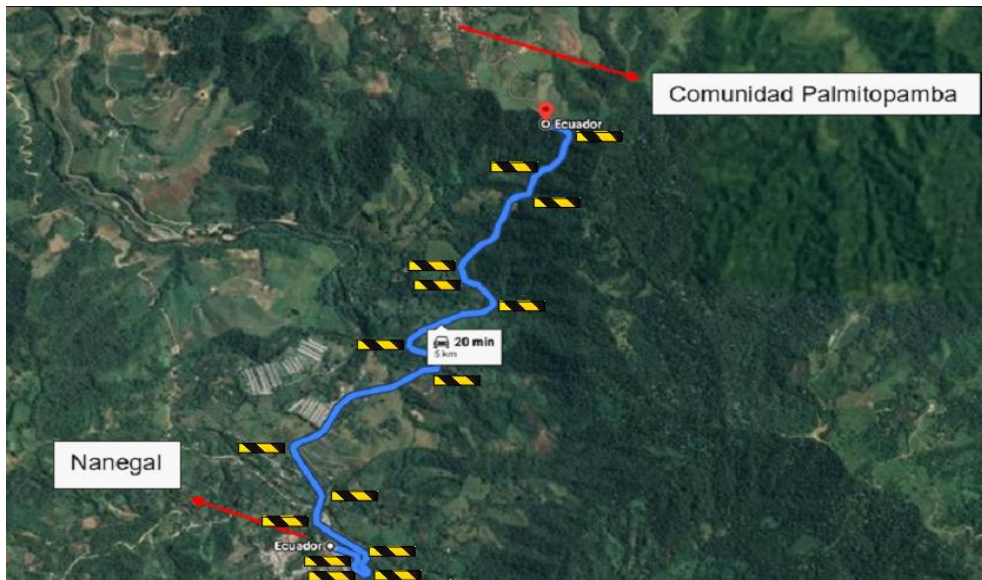 Comunidad Palmitopamba
Ecuador
20 min
5 km
Nanegal
Ecuador